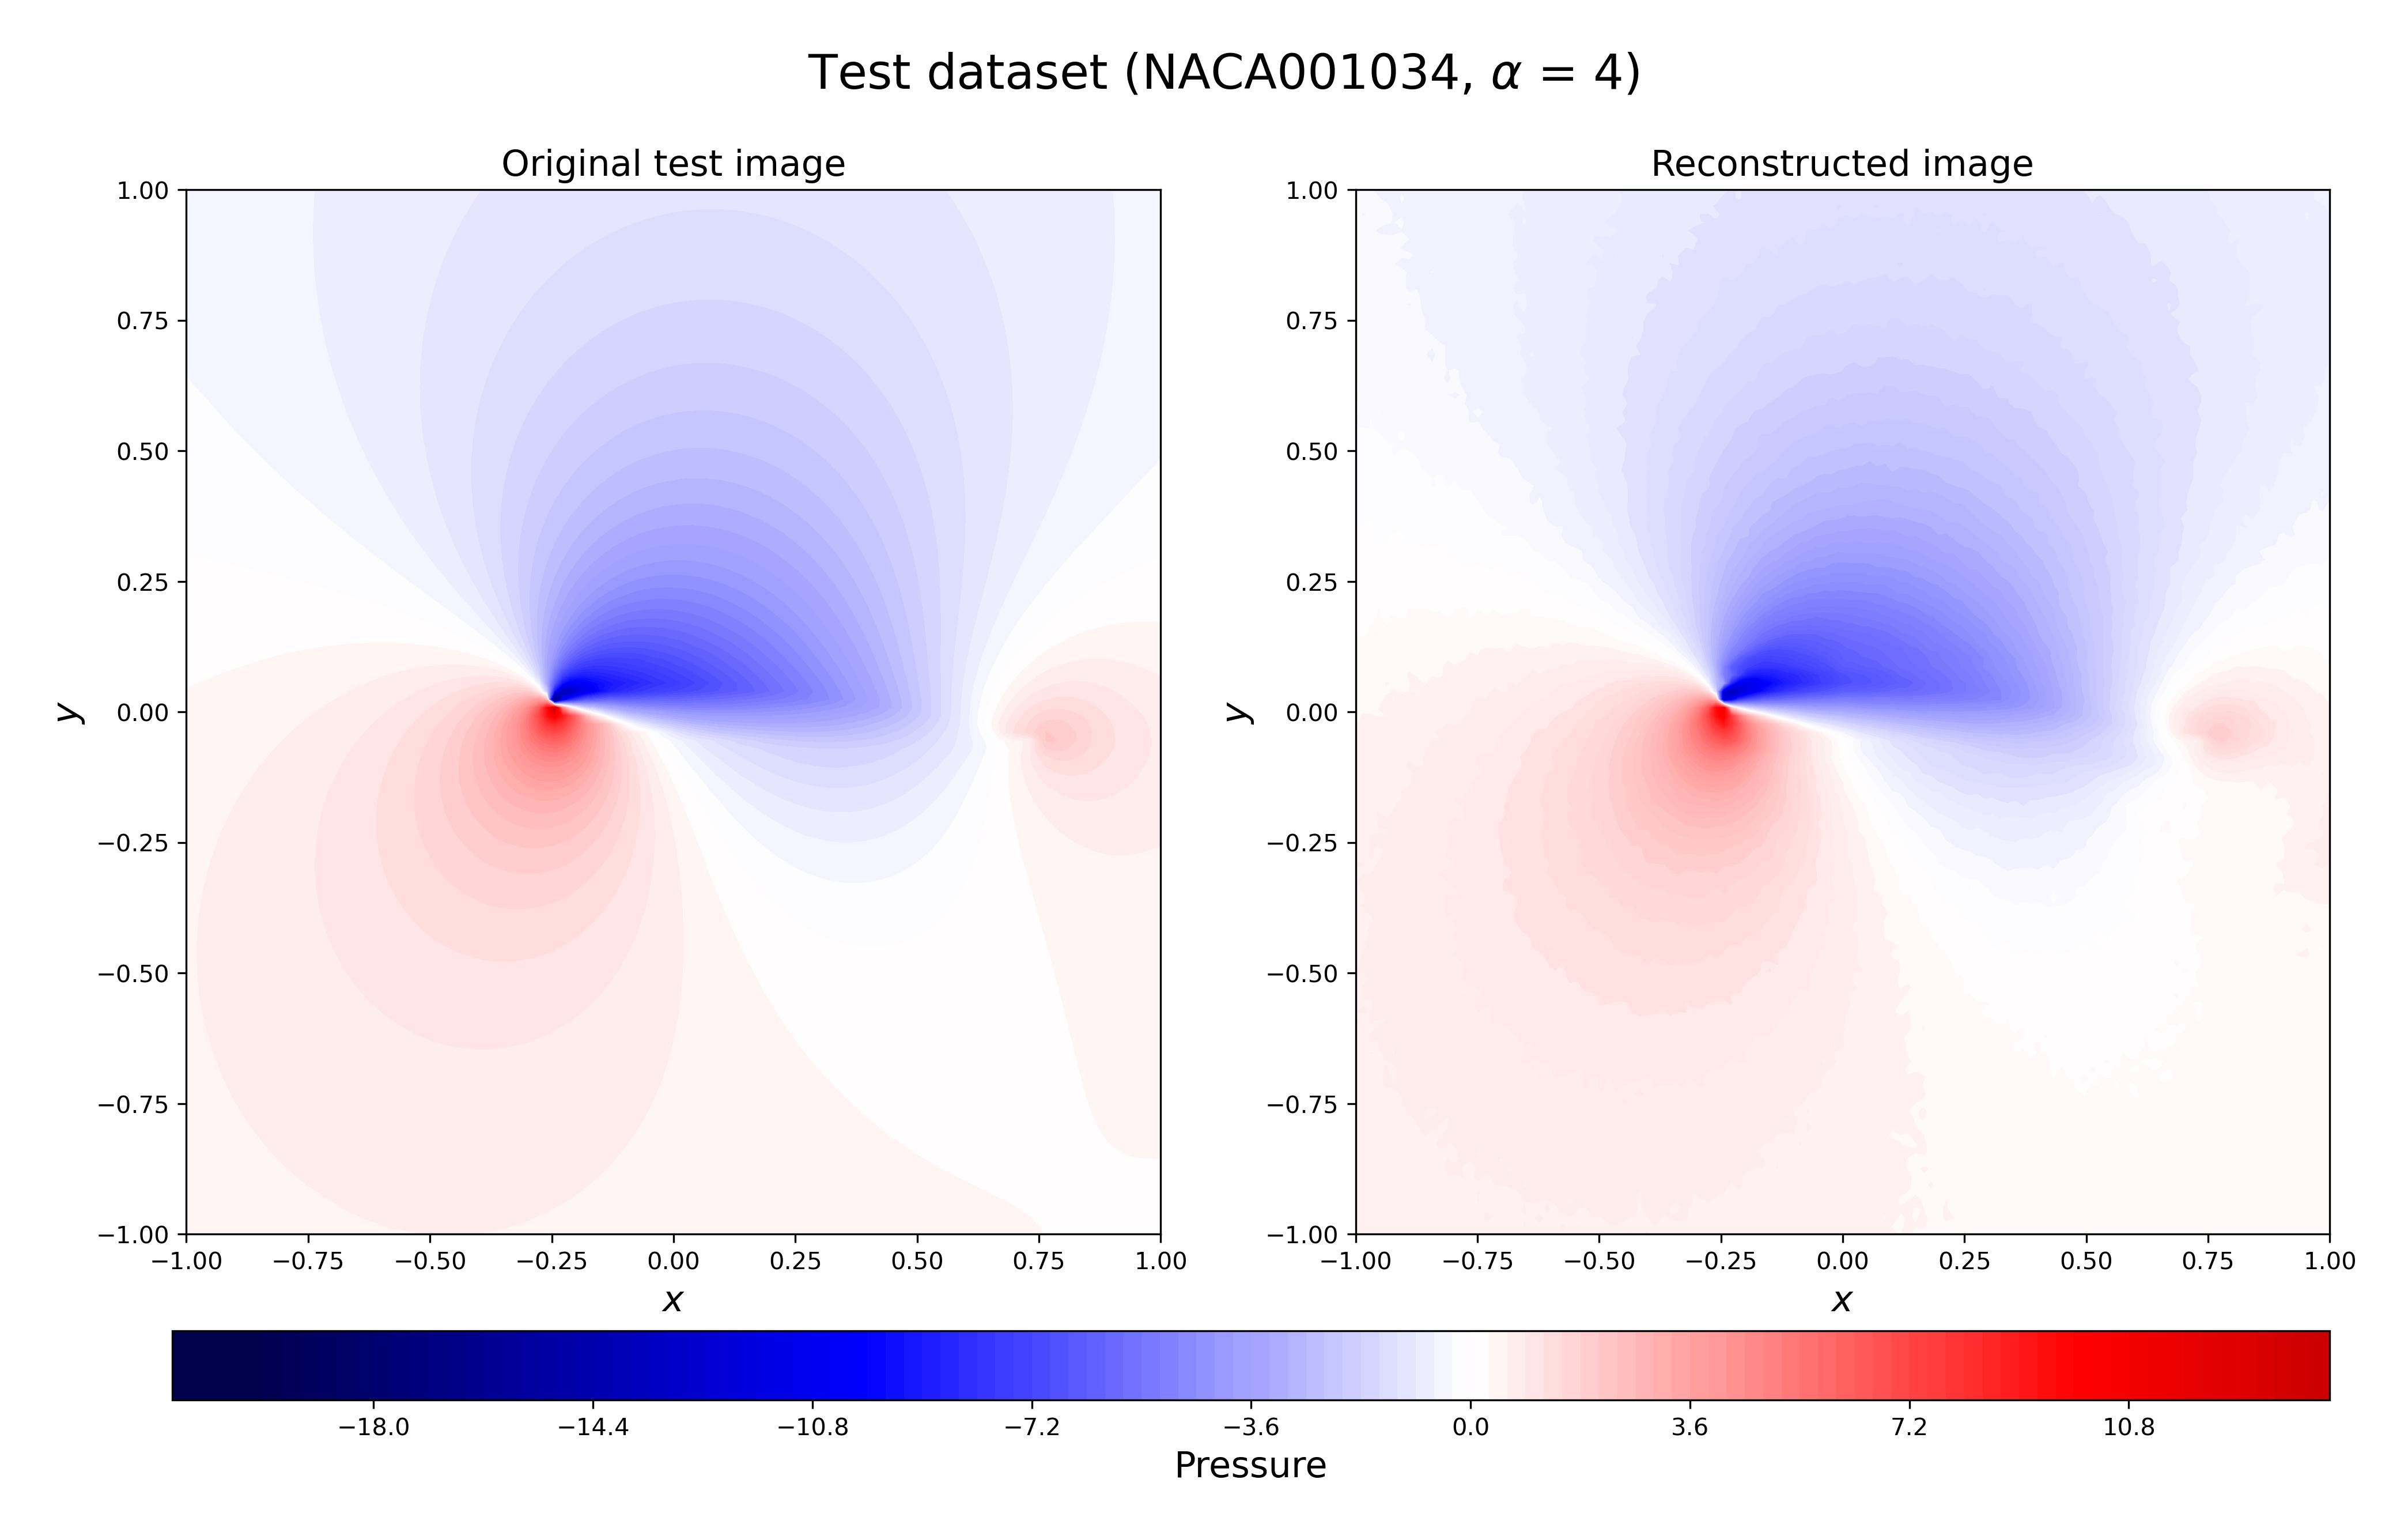 Test dataset (NACA001034, α = 4)
Original test image
1.00
0.75
0.50
0.25
0.00
−0.25
−0.50
−0.75
−1.00
y
−1.00 −0.75 −0.50 −0.25 0.00 0.25 0.50 0.75 1.00
x
Reconstructed image
1.00
0.75
0.50
0.25
0.00
−0.25
−0.50
−0.75
−1.00
y
−1.00 −0.75 −0.50 −0.25 0.00 0.25 0.50 0.75 1.00
x
−18.0 −14.4 −10.8 −7.2 −3.6 0.0 3.6 7.2 10.8
Pressure